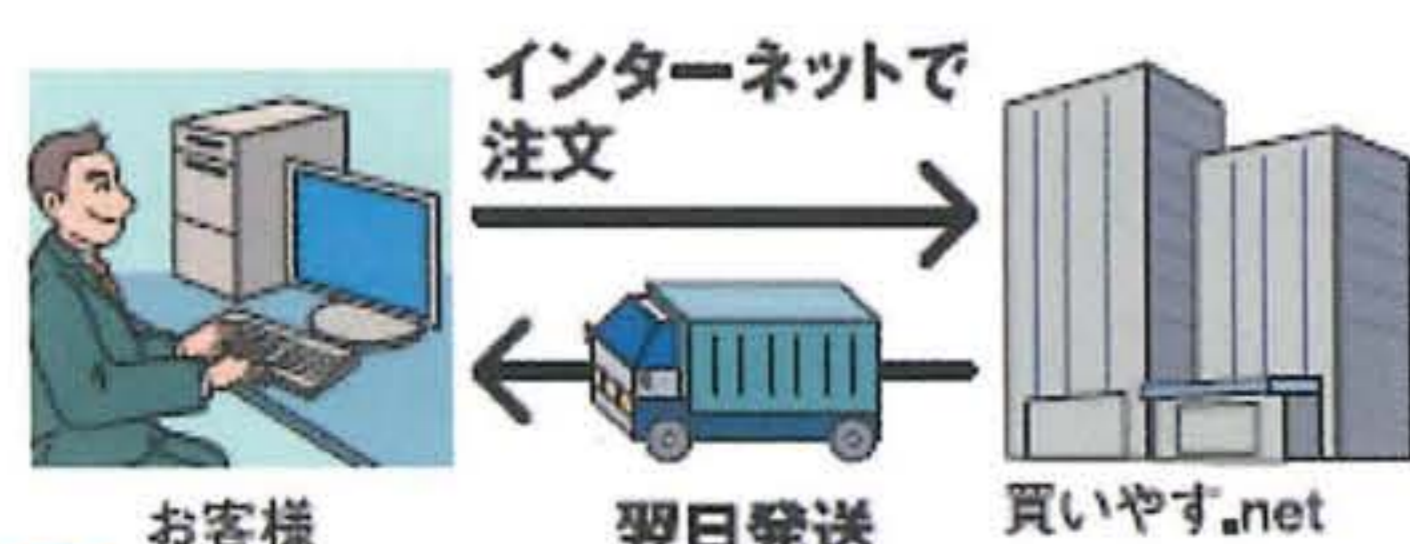 インターネットで
注文
お客様
翌日発送
買いやす.net